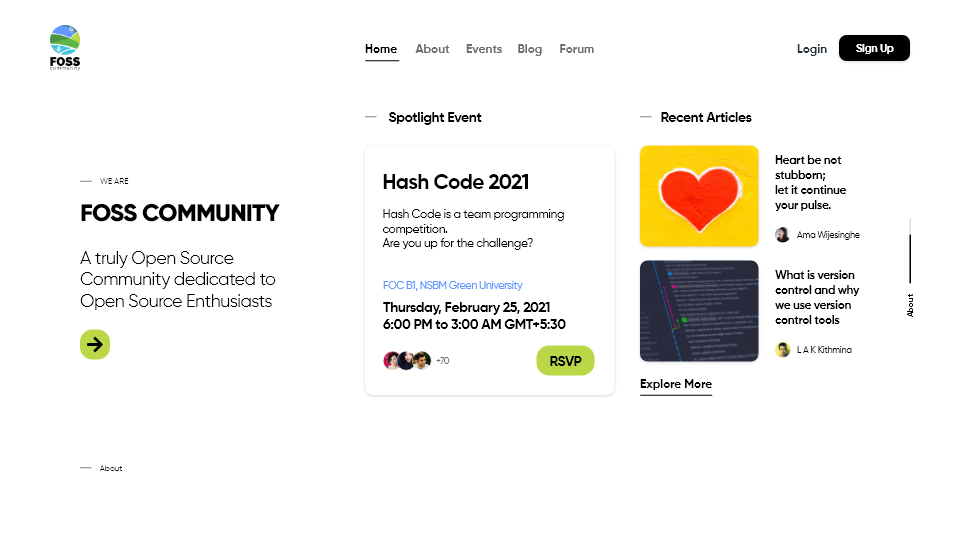 FOSS
community
Home
About
Events
Blog
Forum
Login
Sign Up
WE ARE
FOSS COMMUNITY
A truly Open Source
Community dedicated to
Open Source Enthusiasts
Spotlight Event
Hash Code 2021
Hash Code is a team programming
competition.
Are you up for the challenge?
FOC B1, NSBM Green University
Thursday, February 25, 2021
6:00 PM to 3:00 AM GMT+5:30
+70
RSVP
Recent Articles
Heart be not
stubborn;
let it continue
your pulse.
Ama Wijesinghe
What is version
control and why
we use version
control tools
L A K Kithmina
Explore More
About
About